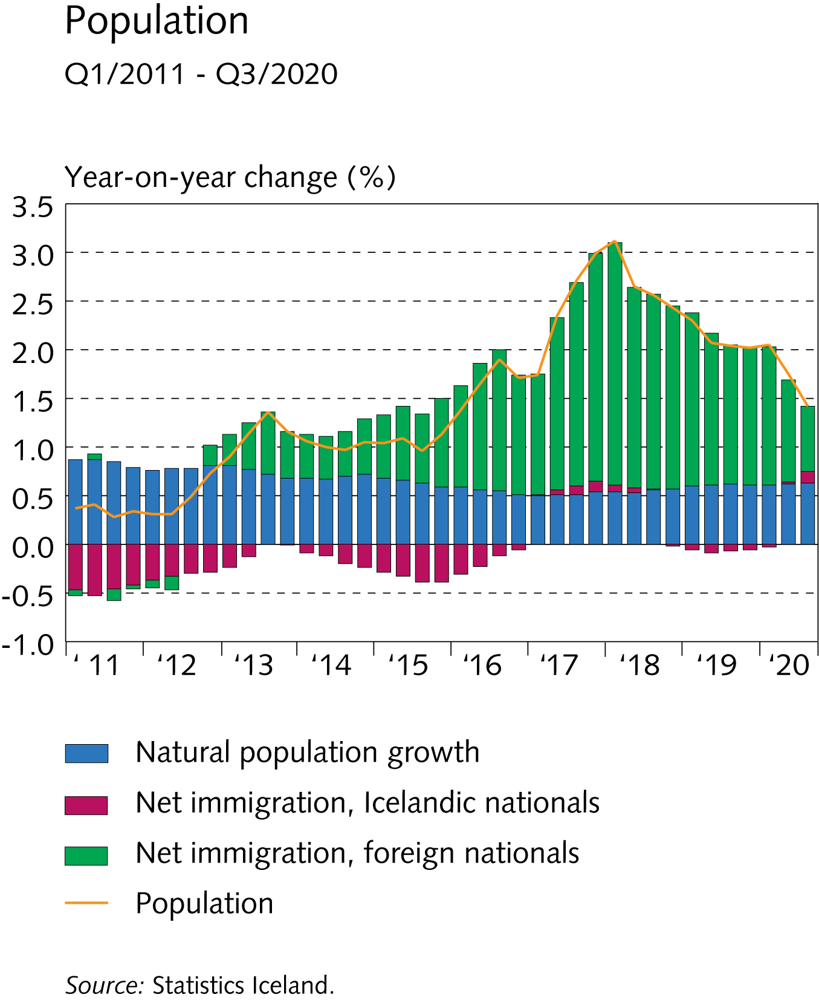 Population
Q1/2011 - Q3/2020
Year-on-year change (%)
3.5
3.0
2.5
2.0
1.5
1.0
0.5
0.0
-0.5
-1.0
‘ 11 ‘12 ‘13 ‘14 ‘15 ‘16 ‘17 ‘18 ‘19 ‘20
Natural population growth
Net immigration, Icelandic nationals
Net immigration, foreign nationals
Population
Source: Statistics Iceland.